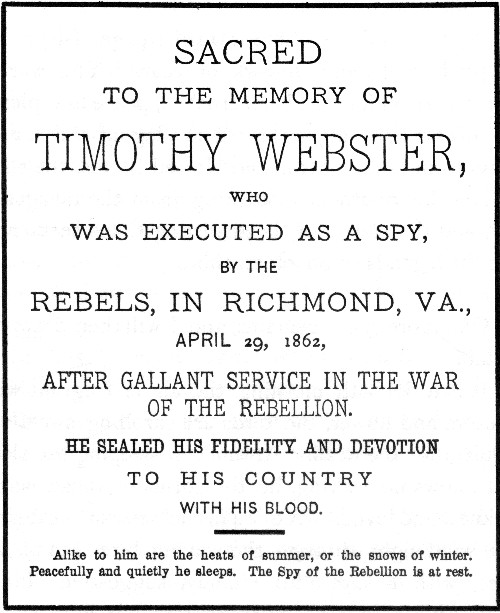 SACRED
TO THE MEMORY OF
TIMOTHY WEBSTER,
WHO
WAS EXECUTED AS A SPY,
BY THE
REBELS, IN RICHMOND, VA.,
APRIL 29, 1862,
AFTER GALLANT SERVICE IN THE WAR
OF THE REBELLION.
HE SEALED HIS FIDELITY AND DEVOTION
TO HIS COUNTRY
WITH HIS BLOOD.
Alike to him are the heats of summer, or the snows of winter.
Peacefully and quietly he sleeps. The Spy of the Rebellion is at rest.